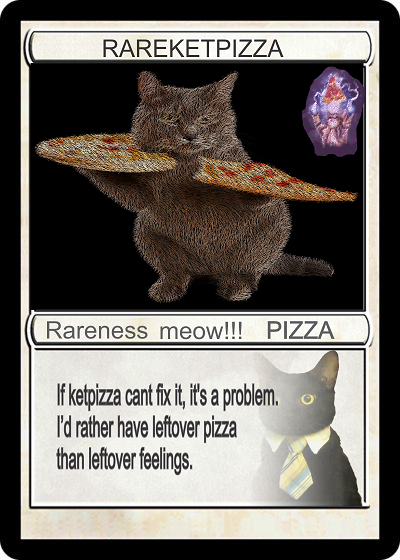 RAREKETPIZZA
Rareness meow!!! PIZZA
If ketpizza cant fix it, it's a problem.
I'd rather have leftover pizza
than leftover feelings.